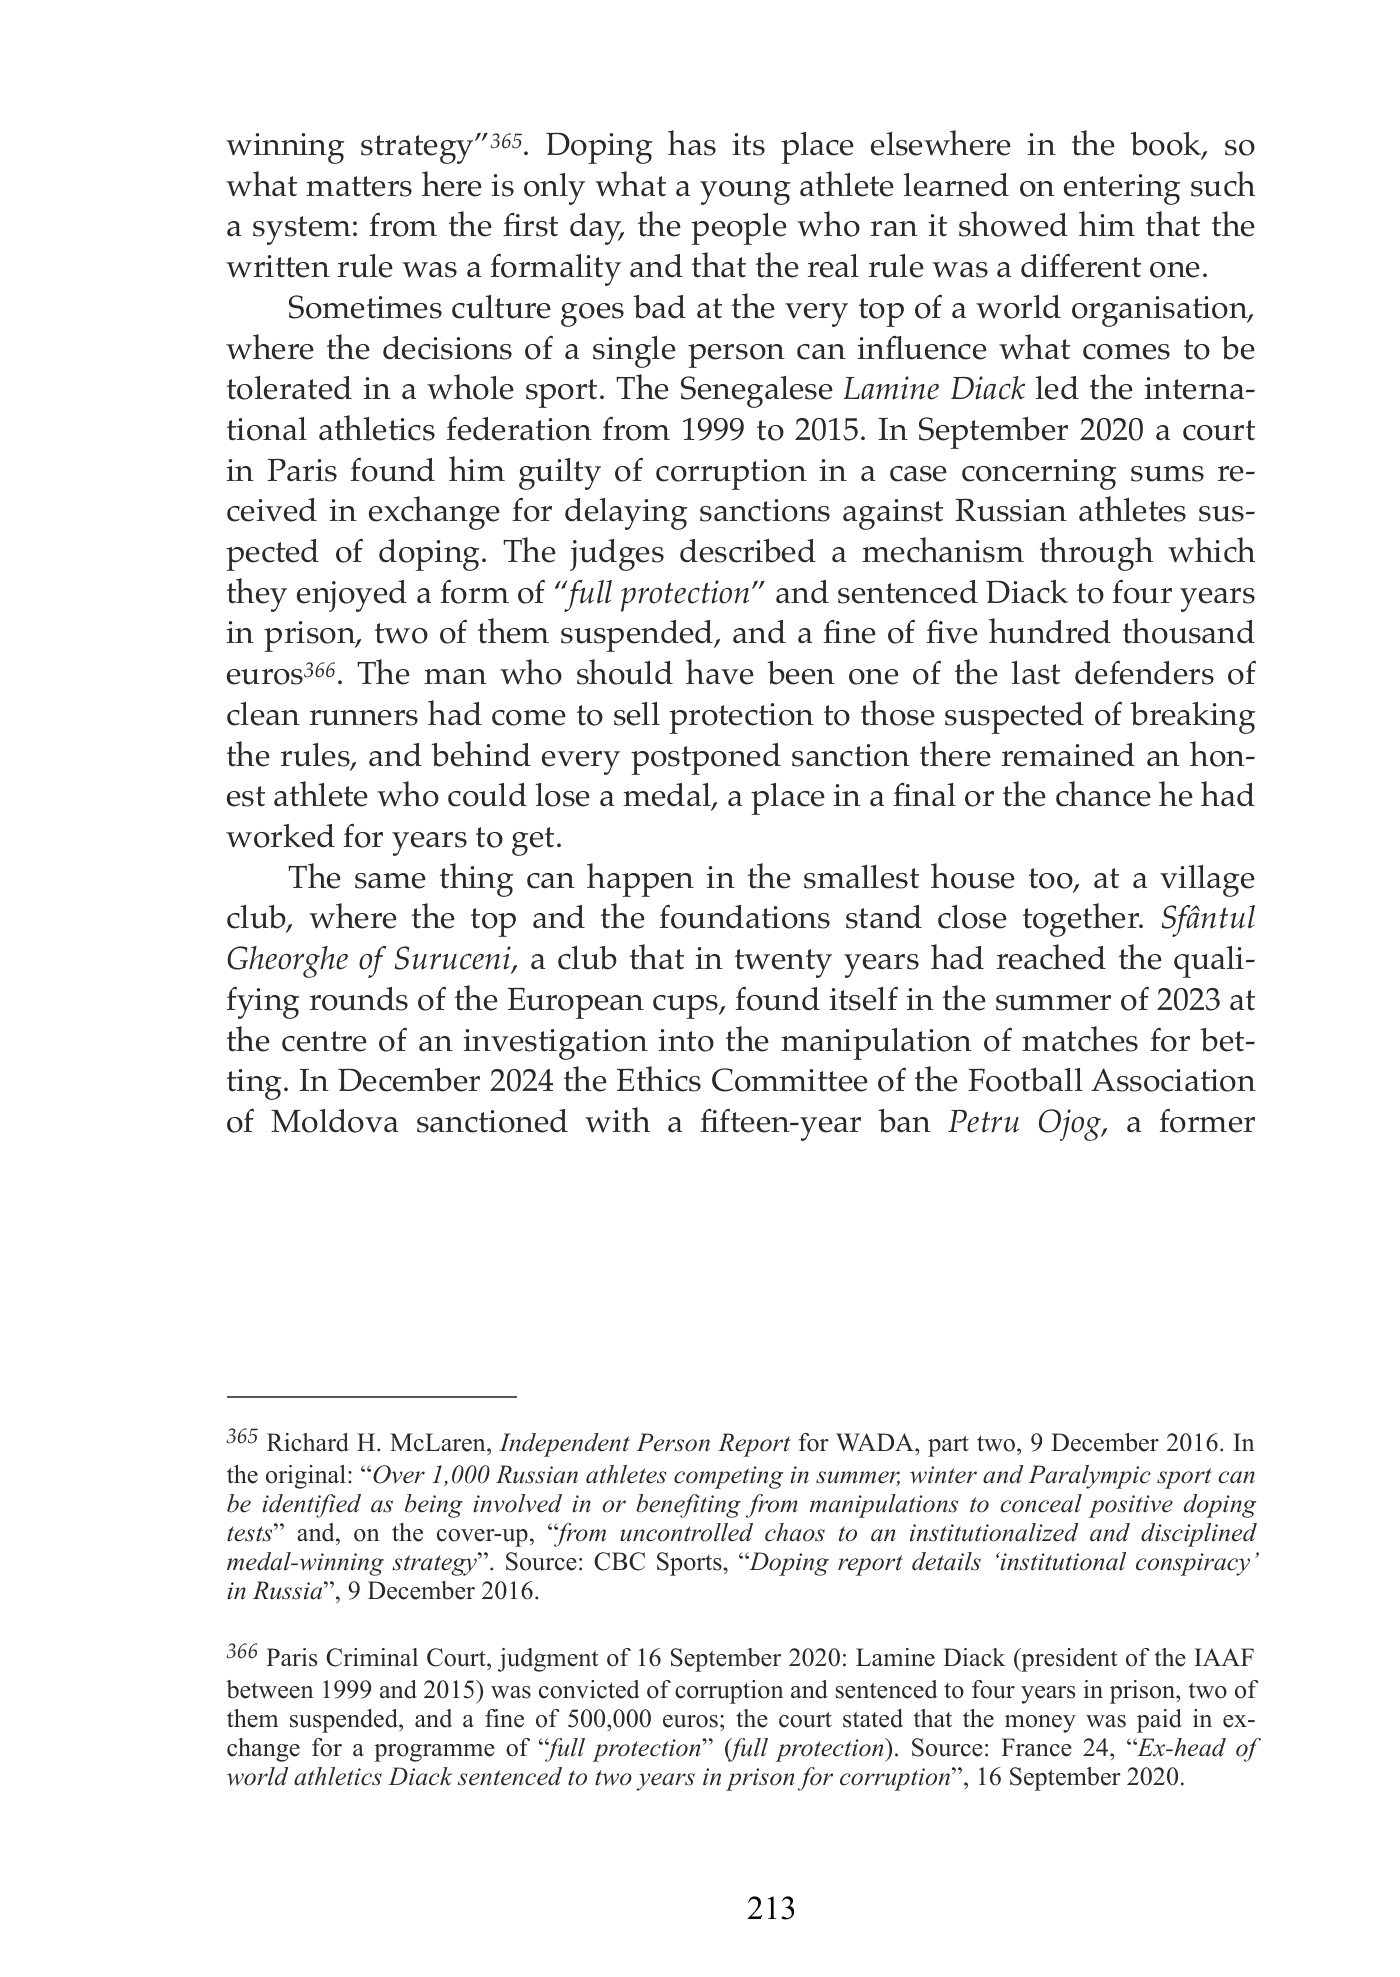 winning strategy”365. Doping has its place elsewhere in the book, so
what matters here is only what a young athlete learned on entering such
a system: from the first day, the people who ran it showed him that the
written rule was a formality and that the real rule was a different one.
Sometimes culture goes bad at the very top of a world organisation,
where the decisions of a single person can influence what comes to be
tolerated in a whole sport. The Senegalese Lamine Diack led the interna-
tional athletics federation from 1999 to 2015. In September 2020 a court
in Paris found him guilty of corruption in a case concerning sums re-
ceived in exchange for delaying sanctions against Russian athletes sus-
pected of doping. The judges described a mechanism through which
they enjoyed a form of “full protection” and sentenced Diack to four years
in prison, two of them suspended, and a fine of five hundred thousand
euros366. The man who should have been one of the last defenders of
clean runners had come to sell protection to those suspected of breaking
the rules, and behind every postponed sanction there remained an hon-
est athlete who could lose a medal, a place in a final or the chance he had
worked for years to get.
The same thing can happen in the smallest house too, at a village
club, where the top and the foundations stand close together. Sfântul
Gheorghe of Suruceni, a club that in twenty years had reached the quali-
fying rounds of the European cups, found itself in the summer of 2023 at
the centre of an investigation into the manipulation of matches for bet-
ting. In December 2024 the Ethics Committee of the Football Association
of Moldova sanctioned with a fifteen-year ban Petru Ojog, a former
365 Richard H. McLaren, Independent Person Report for WADA, part two, 9 December 2016. In
the original: “Over 1,000 Russian athletes competing in summer, winter and Paralympic sport can
be identified as being involved in or benefiting from manipulations to conceal positive doping
tests” and, on the cover-up, “from uncontrolled chaos to an institutionalized and disciplined
medal-winning strategy”. Source: CBC Sports, “Doping report details ‘institutional conspiracy’
in Russia”, 9 December 2016.
366 Paris Criminal Court, judgment of 16 September 2020: Lamine Diack (president of the IAAF
between 1999 and 2015) was convicted of corruption and sentenced to four years in prison, two of
them suspended, and a fine of 500,000 euros; the court stated that the money was paid in ex-
change for a programme of “full protection” (full protection). Source: France 24, “Ex-head of
world athletics Diack sentenced to two years in prison for corruption”, 16 September 2020.
213